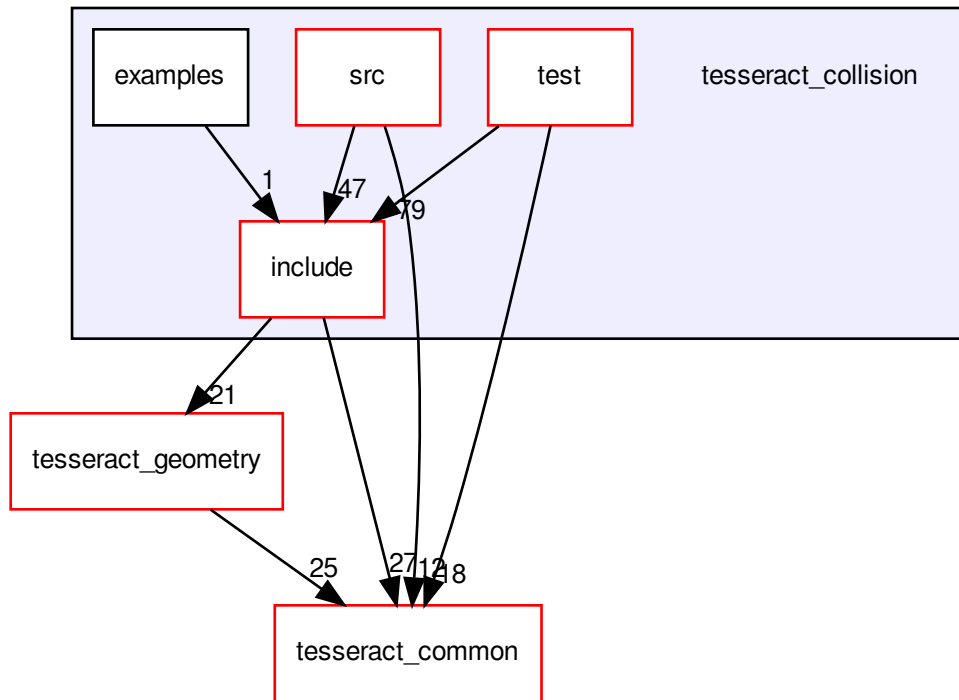 examples
src
test
tesseract_collision
1
47
79
include
21
tesseract_geometry
25
27
12
18
tesseract_common